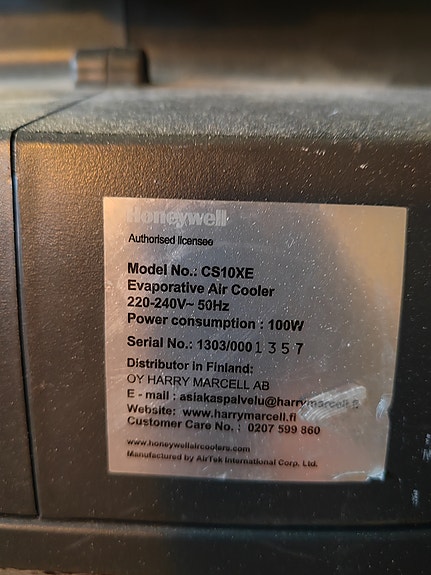 Honeywell
Authorised licensee
Model No.: CS10XE
Evaporative Air Cooler
220-240V~ 50Hz
Power consumption : 100W
Serial No.: 1303/0001357
Distributor in Finland:
OY HARRY MARCELL AB
E - mail : asiakaspalvelu@harrymarcell.fi
Website: www.harrymarcell.fi
Customer Care No. : 0207 599 860
www.honeywellaircoolers.com
Manufactured by AirTek International Corp. Ltd.